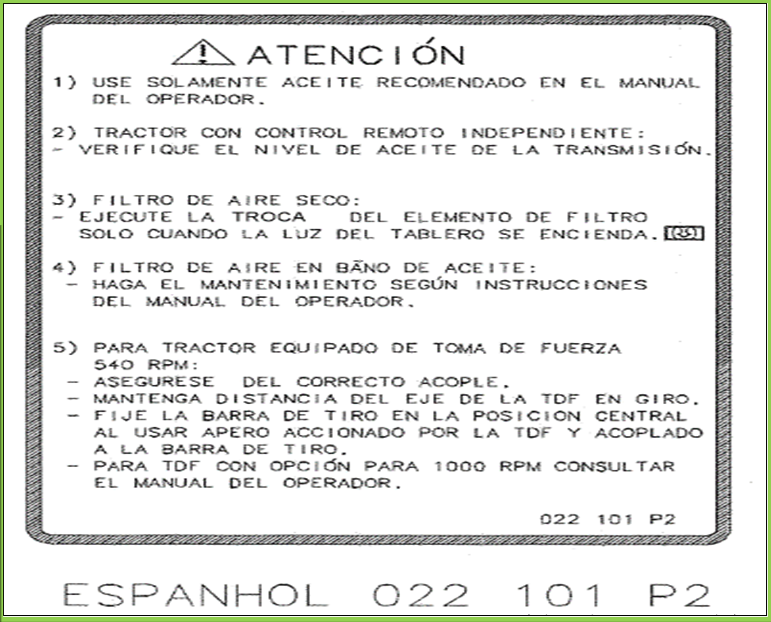 ATENCIÓN
1) USE SOLAMENTE ACEITE RECOMENDADO EN EL MANUAL
DEL OPERADOR.
2) TRACTOR CON CONTROL REMOTO INDEPENDIENTE:
- VERIFIQUE EL NIVEL DE ACEITE DE LA TRANSMISIÓN.
3) FILTRO DE AIRE SECO:
- EJECUTE LA TROCA DEL ELEMENTO DE FILTRO
SOLO CUANDO LA LUZ DEL TABLERO SE ENCIENDA.
4) FILTRO DE AIRE EN BÃNO DE ACEITE:
- HAGA EL MANTENIMIENTO SEGÚN INSTRUCCIONES
DEL MANUAL DEL OPERADOR.
5) PARA TRACTOR EQUIPADO DE TOMA DE FUERZA
540 RPM:
- ASEGURESE DEL CORRECTO ACOPLE.
- MANTENGA DISTANCIA DEL EJE DE LA TDF EN GIRO.
- FIJE LA BARRA DE TIRO EN LA POSICION CENTRAL
AL USAR APERO ACCIONADO POR LA TDF Y ACOPLADO
A LA BARRA DE TIRO.
- PARA TDF CON OPCIÓN PARA 1000 RPM CONSULTAR
EL MANUAL DEL OPERADOR.
022 101 P2
ESPANHOL 022 101 P2